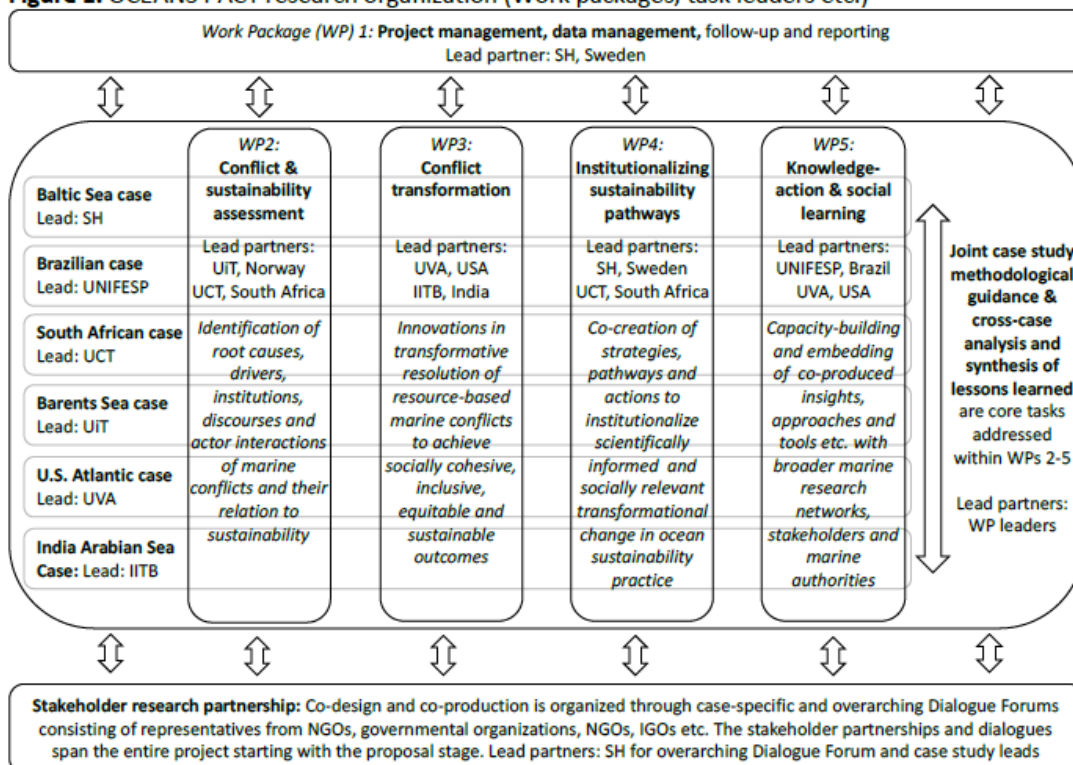 Figure 1. OCEANS PACT research organization (Work packages, task leaders etc.)
Work Package (WP) 1: Project management, data management, follow-up and reporting
Lead partner: SH, Sweden
WP2:
Conflict &
sustainability
assessment
Lead partners:
UiT, Norway
UCT, South Africa
Identification of
root causes,
drivers,
institutions,
discourses and
actor interactions
of marine
conflicts and their
relation to
sustainability
WP3:
Conflict
transformation
Lead partners:
UVA, USA
IITB, India
Innovations in
transformative
resolution of
resource-based
marine conflicts
to achieve
socially cohesive,
inclusive,
equitable and
sustainable
outcomes
WP4:
Institutionalizing
sustainability
pathways
Lead partners:
SH, Sweden
UCT, South Africa
Co-creation of
strategies,
pathways and
actions to
institutionalize
scientifically
informed and
socially relevant
transformational
change in ocean
sustainability
practice
WP5:
Knowledge-
action & social
learning
Lead partners:
UNIFESP, Brazil
UVA, USA
Capacity-building
and embedding
of co-produced
insights,
approaches and
tools etc. with
broader marine
research
networks,
stakeholders and
marine
authorities
Baltic Sea case
Lead: SH
Brazilian case
Lead: UNIFESP
South African case
Lead: UCT
Barents Sea case
Lead: UiT
U.S. Atlantic case
Lead: UVA
India Arabian Sea
Case: Lead: IITB
Joint case study
methodological
guidance &
cross-case
analysis and
synthesis of
lessons learned
are core tasks
addressed
within WPs 2-5
Lead partners:
WP leaders
Stakeholder research partnership: Co-design and co-production is organized through case-specific and overarching Dialogue Forums
consisting of representatives from NGOs, governmental organizations, NGOs, IGOs etc. The stakeholder partnerships and dialogues
span the entire project starting with the proposal stage. Lead partners: SH for overarching Dialogue Forum and case study leads